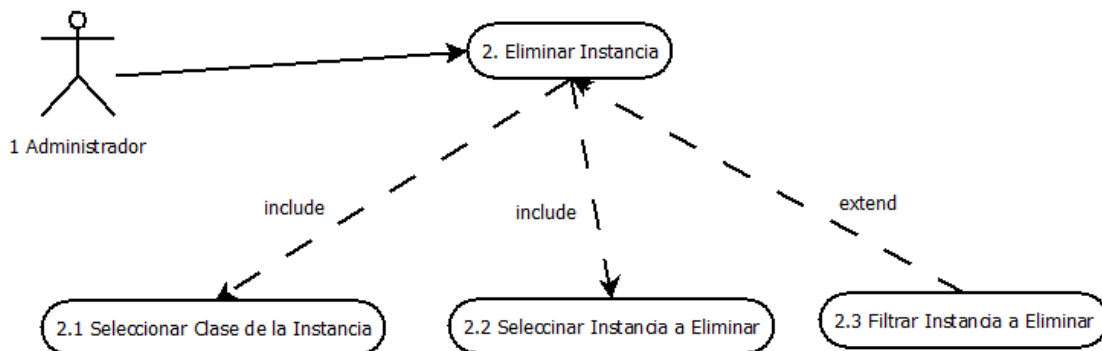 2. Eliminar Instancia
1 Administrador
include
include
extend
2.1 Seleccionar Clase de la Instancia
2.2 Seleccinar Instancia a Eliminar
2.3 Filtrar Instancia a Eliminar